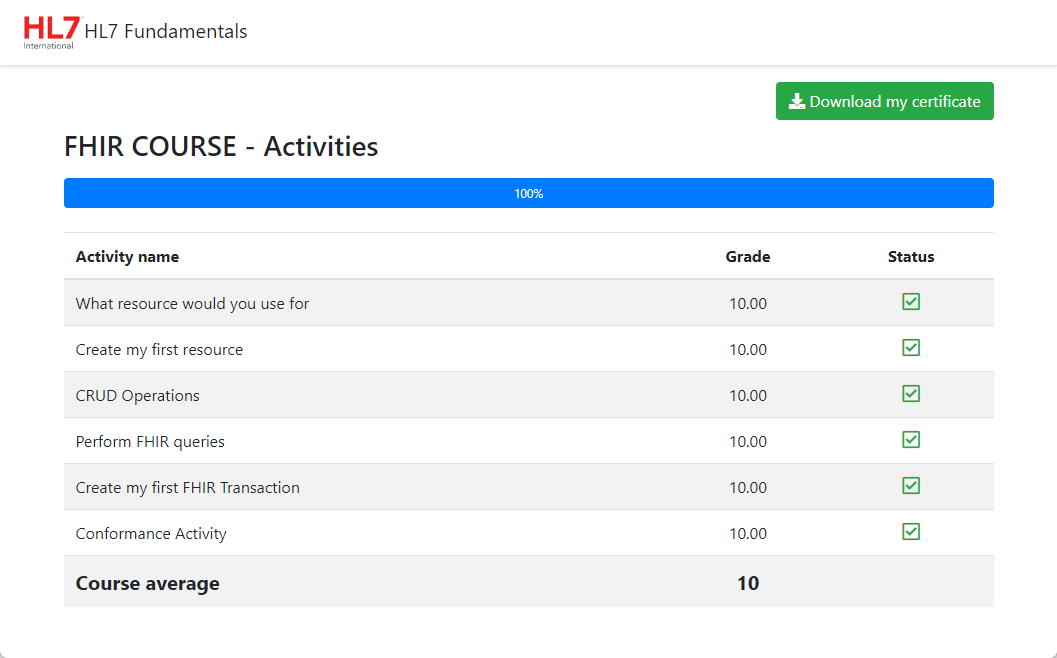 HL7 HL7 Fundamentals
International
Download my certificate
FHIR COURSE - Activities
100%
Activity name Grade Status
What resource would you use for 10.00
Create my first resource 10.00
CRUD Operations 10.00
Perform FHIR queries 10.00
Create my first FHIR Transaction 10.00
Conformance Activity 10.00
Course average 10